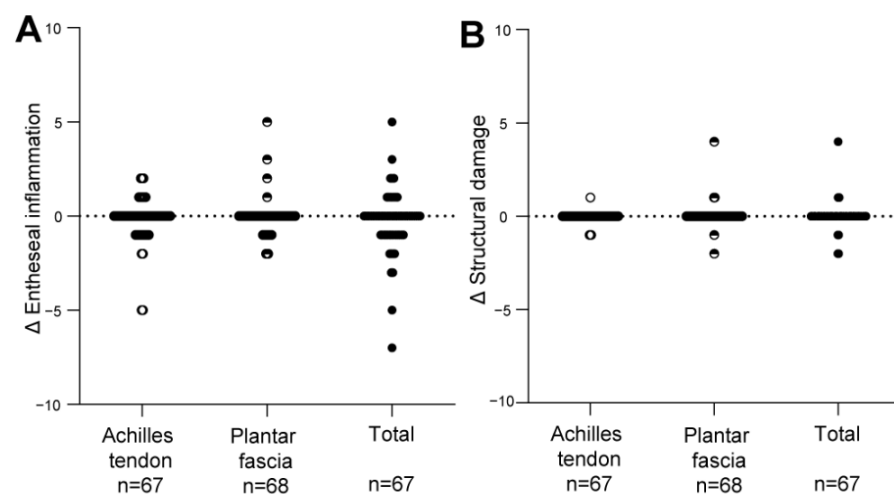 A
Δ Entheseal inflammation
10
5
0
−5
−10
Achilles
tendon
n=67
Plantar
fascia
n=68
Total
n=67
B
Δ Structural damage
10
5
0
−5
−10
Achilles
tendon
n=67
Plantar
fascia
n=68
Total
n=67